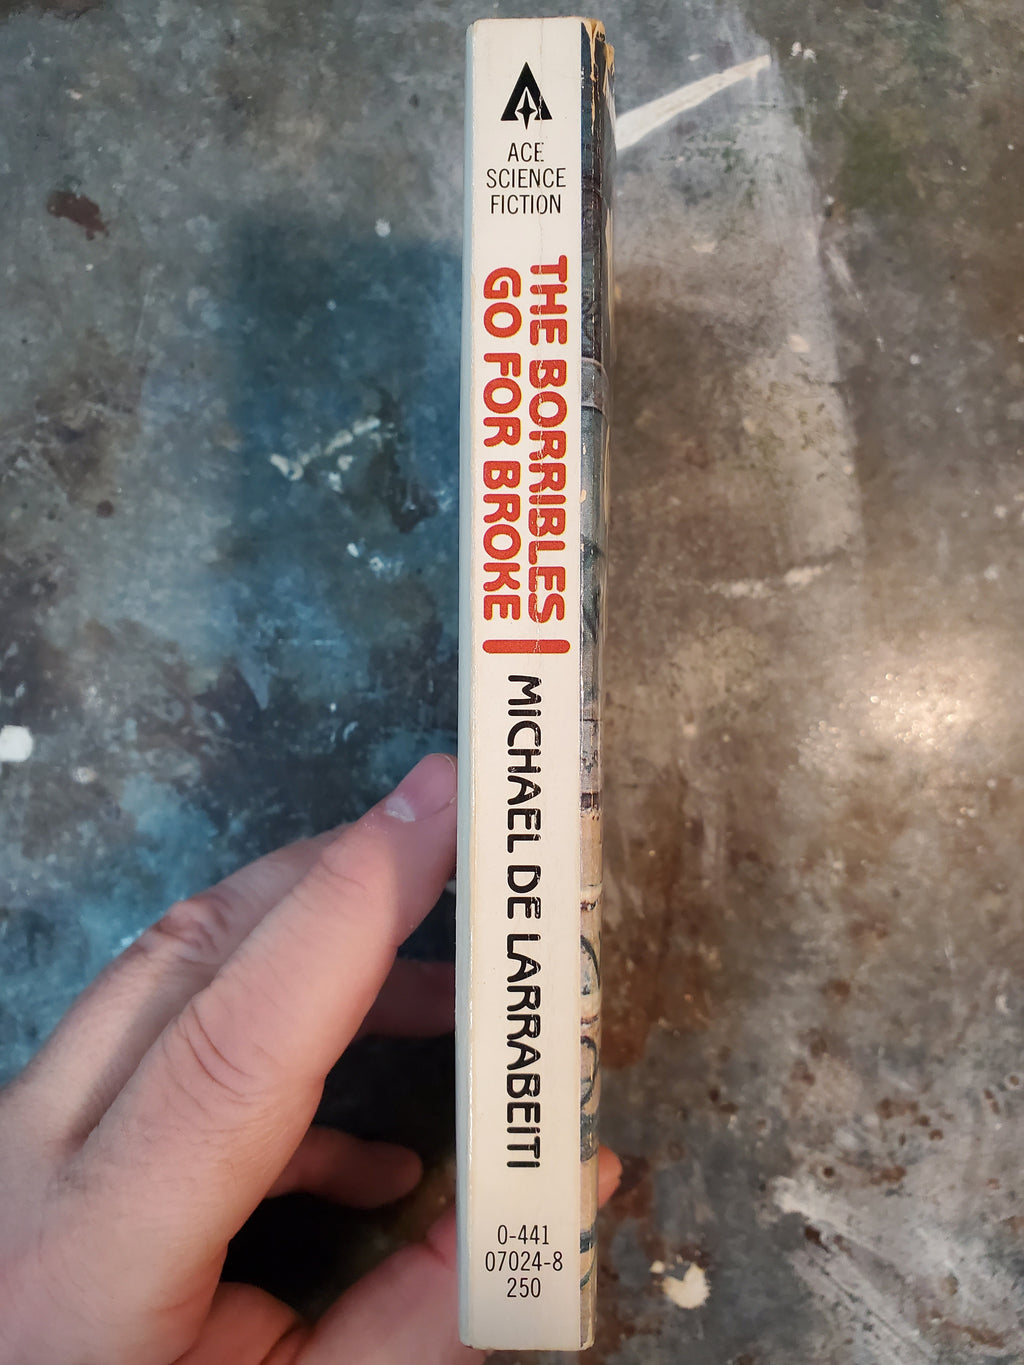 ACE
SCIENCE
FICTION
THE BORRIBLES
GO FOR BROKE
MICHAEL DE LARRABEITI
0-441
07024-8
250